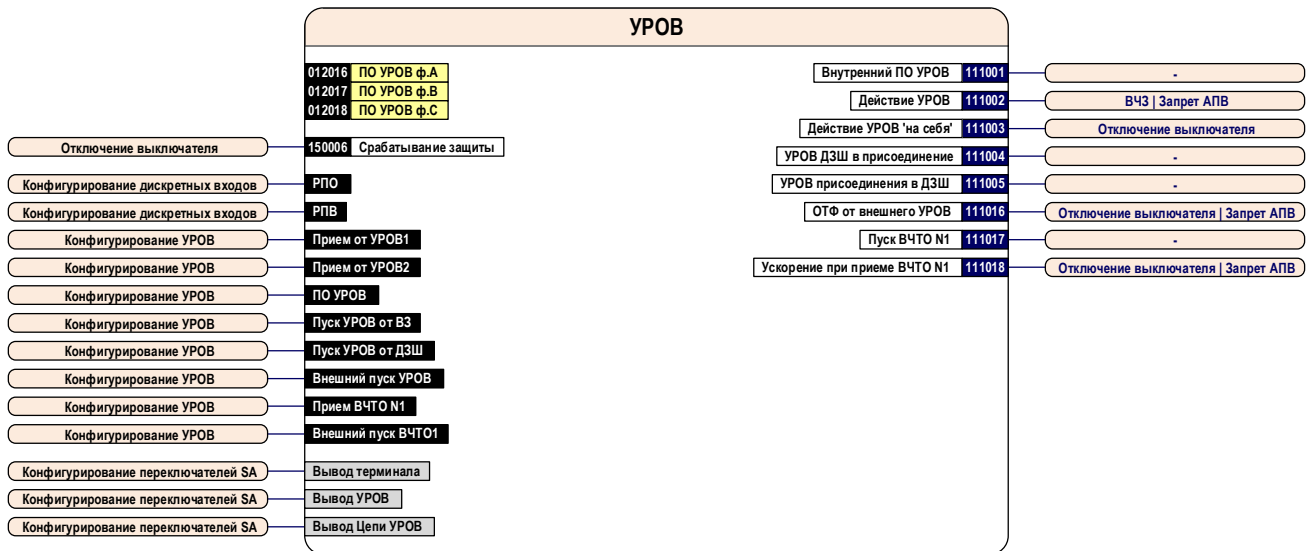 УРОВ
012016 ПО УРОВ ф.А
012017 ПО УРОВ ф.В
012018 ПО УРОВ ф.С
Отключение выключателя 150006 Срабатывание защиты
Конфигурирование дискретных входов РПО
Конфигурирование дискретных входов РПВ
Конфигурирование УРОВ Прием от УРОВ1
Конфигурирование УРОВ Прием от УРОВ2
Конфигурирование УРОВ ПО УРОВ
Конфигурирование УРОВ Пуск УРОВ от ВЗ
Конфигурирование УРОВ Пуск УРОВ от ДЗШ
Конфигурирование УРОВ Внешний пуск УРОВ
Конфигурирование УРОВ Прием ВЧТО N1
Конфигурирование УРОВ Внешний пуск ВЧТО1
Конфигурирование переключателей SA Вывод терминала
Конфигурирование переключателей SA Вывод УРОВ
Конфигурирование переключателей SA Вывод Цепи УРОВ
Внутренний ПО УРОВ 111001 -
Действие УРОВ 111002 ВЧЗ | Запрет АПВ
Действие УРОВ 'на себя' 111003 Отключение выключателя
УРОВ ДЗШ в присоединение 111004 -
УРОВ присоединения в ДЗШ 111005 -
ОТФ от внешнего УРОВ 111016 Отключение выключателя | Запрет АПВ
Пуск ВЧТО N1 111017 -
Ускорение при приеме ВЧТО N1 111018 Отключение выключателя | Запрет АПВ